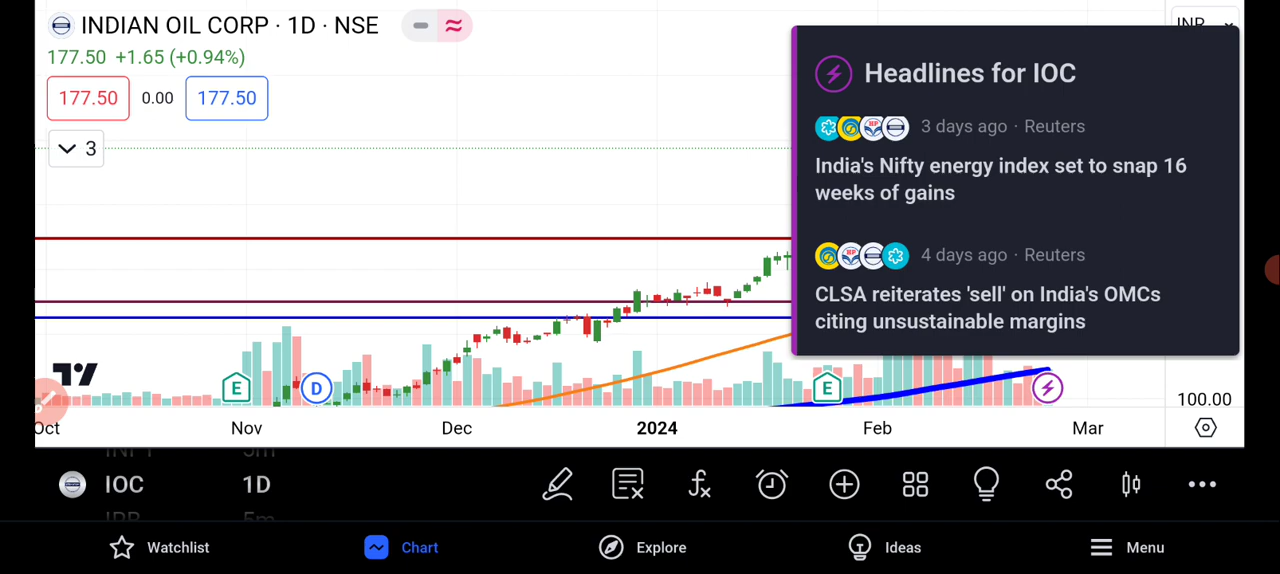 INDIAN OIL CORP · 1D · NSE
INR
177.50 +1.65 (+0.94%)
177.50 0.00 177.50
3
Headlines for IOC
3 days ago · Reuters
India's Nifty energy index set to snap 16
weeks of gains
4 days ago · Reuters
CLSA reiterates 'sell' on India's OMCs
citing unsustainable margins
E D E
100.00
Oct Nov Dec 2024 Feb Mar
IOC 1D
Watchlist Chart Explore Ideas Menu